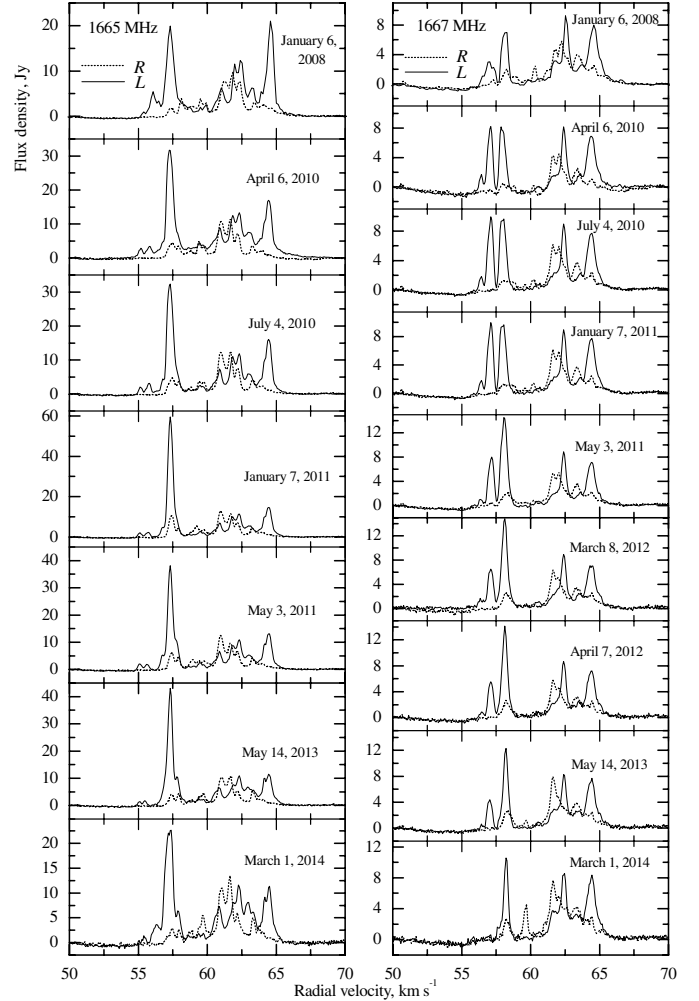 1665 MHz
January 6,
2008
R
L
Flux density, Jy
20
10
0
April 6, 2010
30
20
10
0
July 4, 2010
30
20
10
0
60
January 7, 2011
40
20
0
40
May 3, 2011
30
20
10
0
40
May 14, 2013
30
20
10
0
25
March 1, 2014
20
15
10
5
0
50 55 60 65 70
1667 MHz
January 6, 2008
R
L
8
4
0
April 6, 2010
8
4
0
July 4, 2010
8
4
0
January 7, 2011
8
4
0
May 3, 2011
12
8
4
0
March 8, 2012
12
8
4
0
April 7, 2012
12
8
4
0
May 14, 2013
12
8
4
0
March 1, 2014
12
8
4
0
50 55 60 65 70
Radial velocity, km s-1